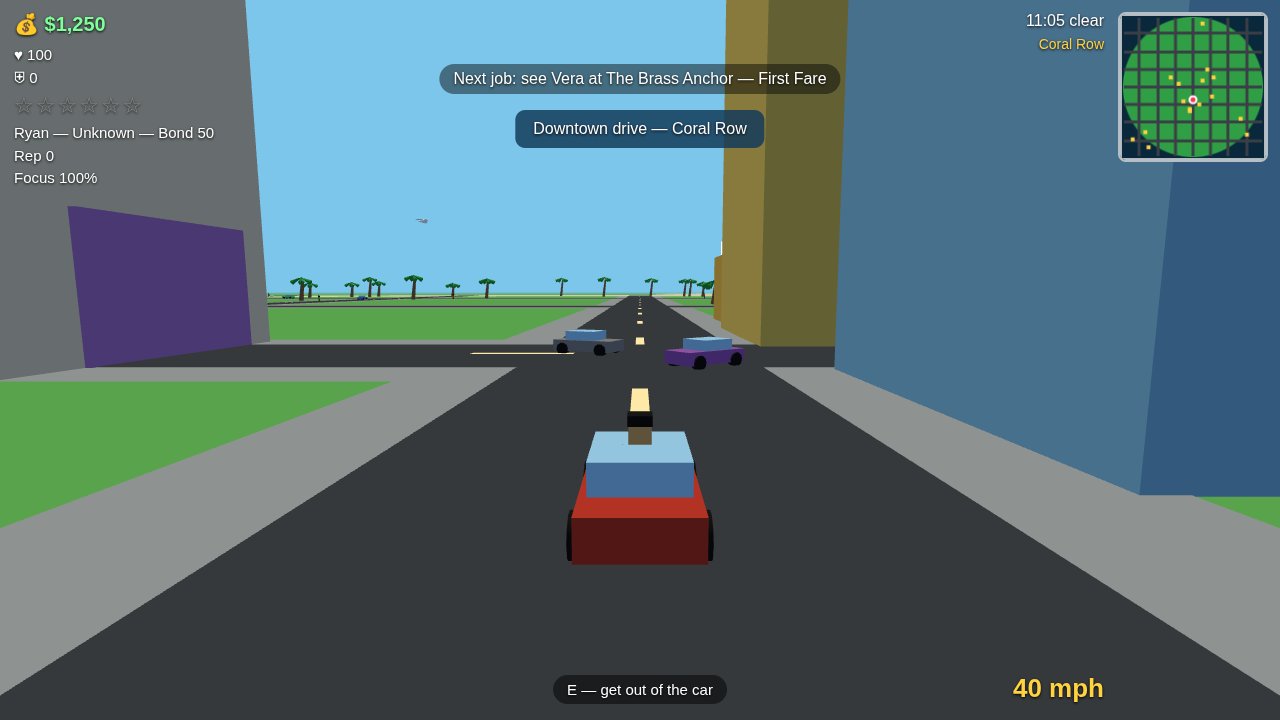 💰 $1,250
♥ 100
⛨ 0
☆☆☆☆☆☆
Ryan — Unknown — Bond 50
Rep 0
Focus 100%
Next job: see Vera at The Brass Anchor — First Fare
Downtown drive — Coral Row
11:05 clear
Coral Row
E — get out of the car
40 mph